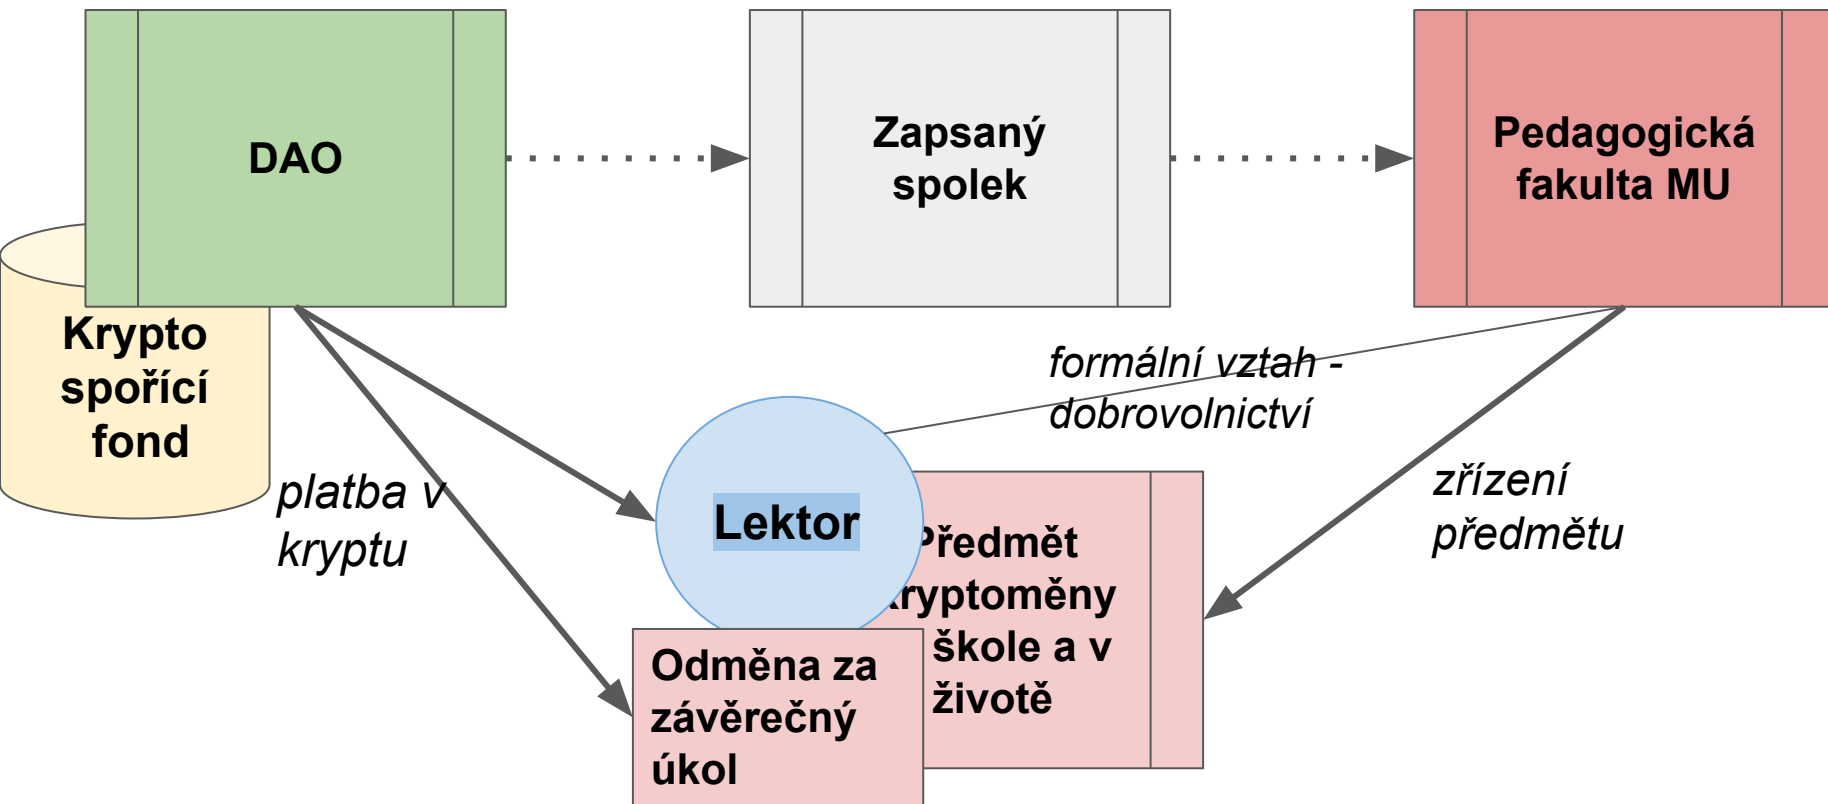 DAO
Zapsaný
spolek
Pedagogická
fakulta MU
Krypto
spořící
fond
formální vztah -
dobrovolnictví
platba v
kryptu
Lektor
zřízení
předmětu
Předmět
kryptoměny
škole a v
životě
Odměna za
závěrečný
úkol